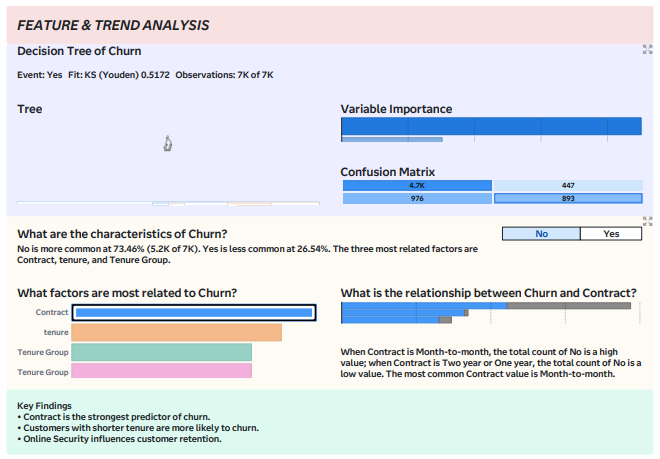 FEATURE & TREND ANALYSIS
Decision Tree of Churn
Event: Yes Fit: KS (Youden) 0.5172 Observations: 7K of 7K
Tree
Variable Importance
Confusion Matrix
4.7K 447
976 893
What are the characteristics of Churn?
No Yes
No is more common at 73.46% (5.2K of 7K). Yes is less common at 26.54%. The three most related factors are
Contract, tenure, and Tenure Group.
What factors are most related to Churn?
Contract
tenure
Tenure Group
Tenure Group
What is the relationship between Churn and Contract?
When Contract is Month-to-month, the total count of No is a high
value; when Contract is Two year or One year, the total count of No is a
low value. The most common Contract value is Month-to-month.
Key Findings
• Contract is the strongest predictor of churn.
• Customers with shorter tenure are more likely to churn.
• Online Security influences customer retention.